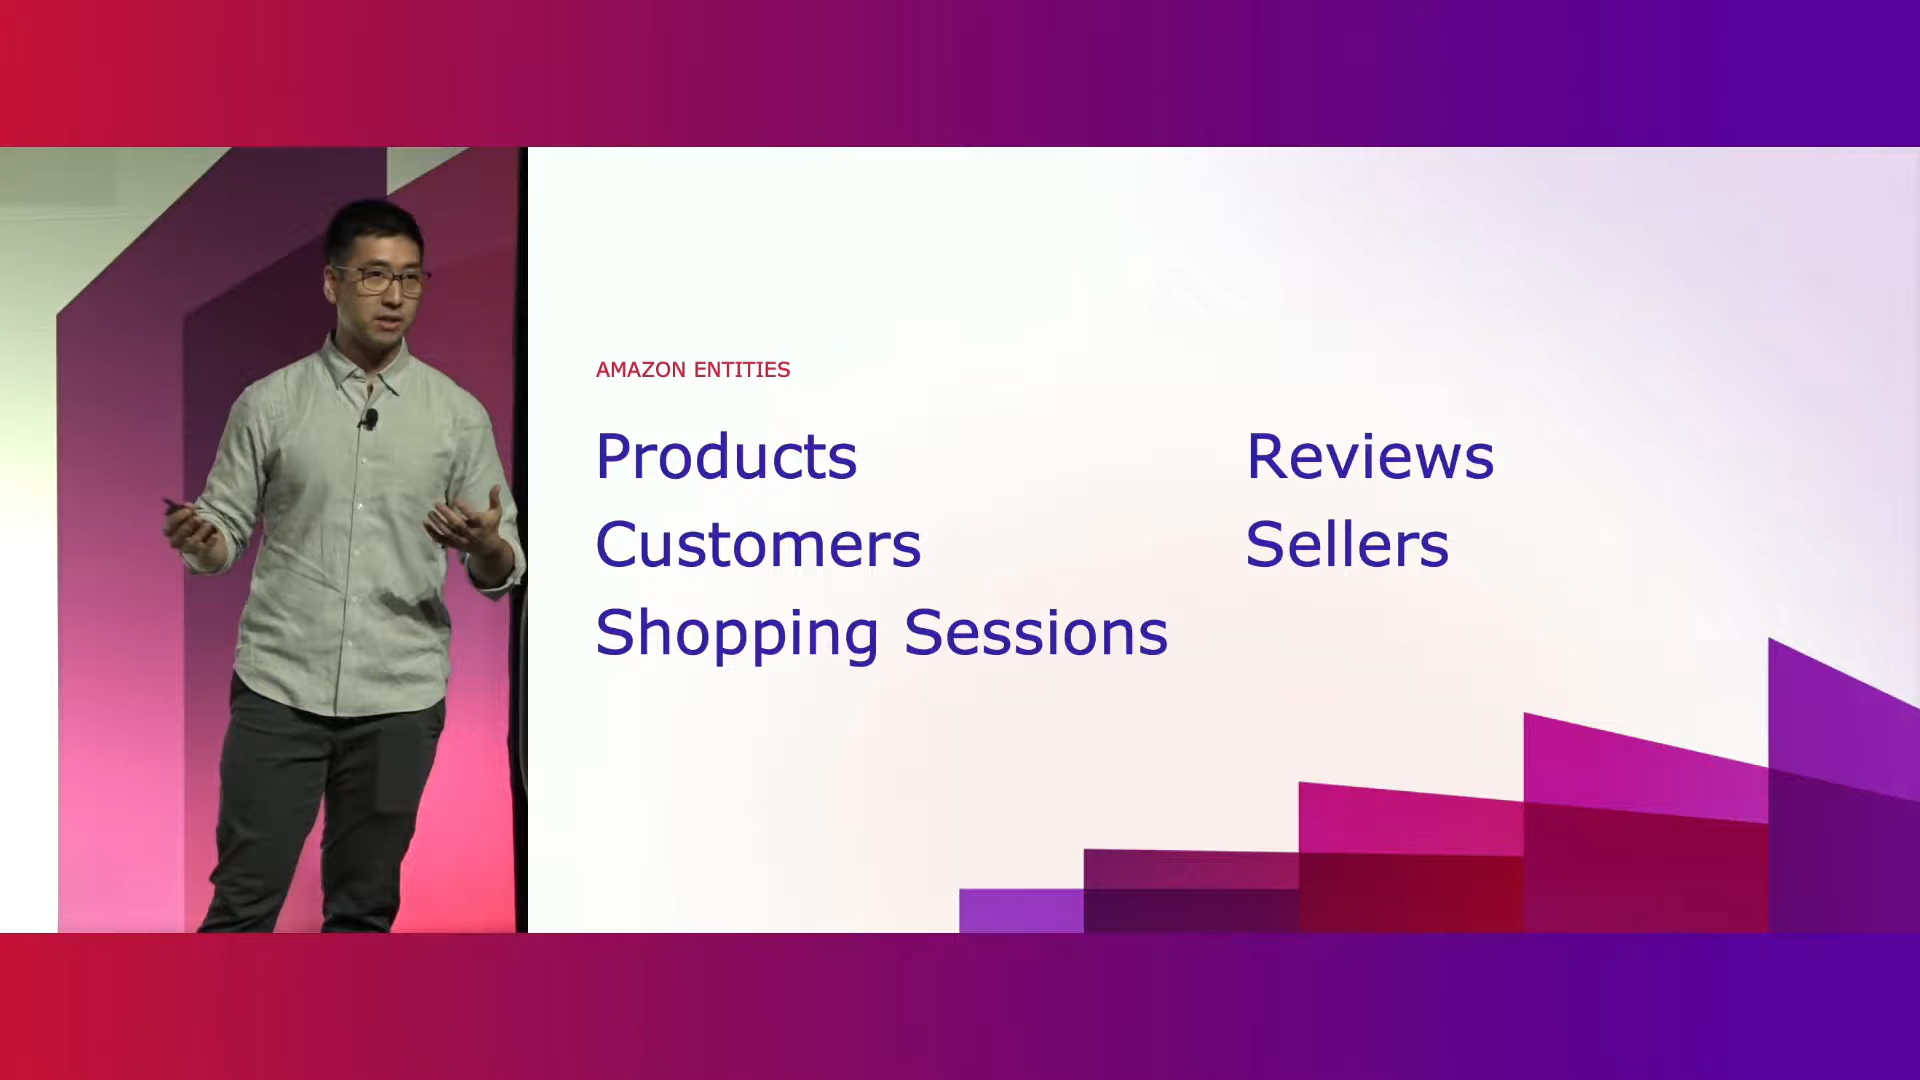 AMAZON ENTITIES
Products
Customers
Shopping Sessions
Reviews
Sellers